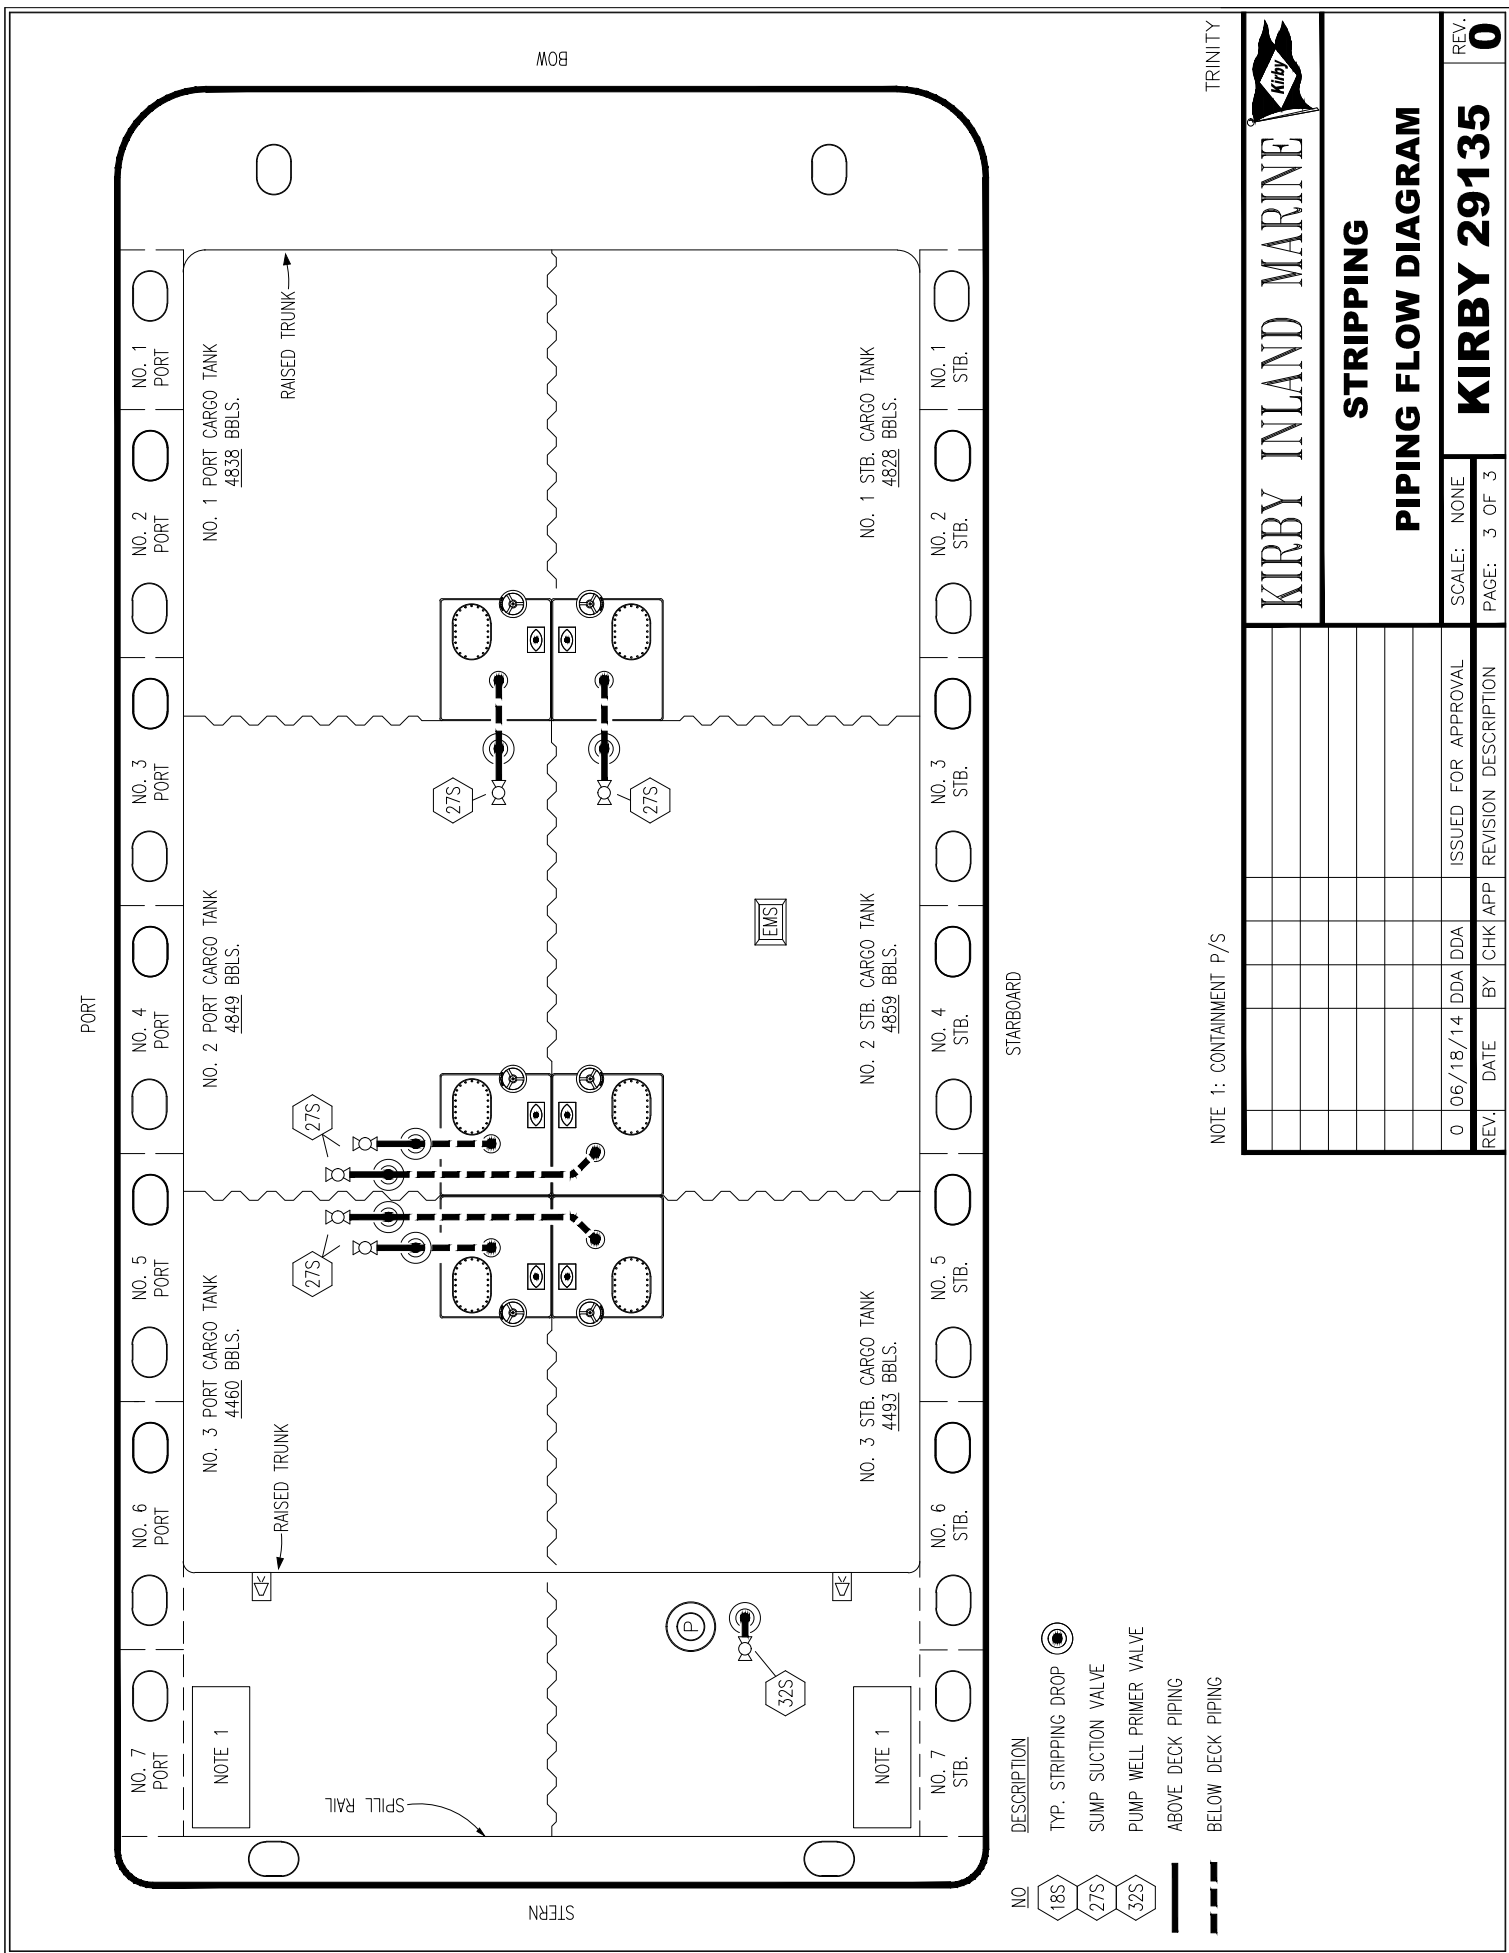 BOW
PORT
NO. 7
PORT
NO. 6
PORT
NO. 5
PORT
NO. 4
PORT
NO. 3
PORT
NO. 2
PORT
NO. 1
PORT
NO. 3 PORT CARGO TANK
4460 BBLS.
NO. 2 PORT CARGO TANK
4849 BBLS.
NO. 1 PORT CARGO TANK
4838 BBLS.
NOTE 1
RAISED TRUNK
RAISED TRUNK
SPILL RAIL
27S
27S
27S
27S
P
32S
EMS
NOTE 1
NO. 3 STB. CARGO TANK
4493 BBLS.
NO. 2 STB. CARGO TANK
4859 BBLS.
NO. 1 STB. CARGO TANK
4828 BBLS.
NO. 7
STB.
NO. 6
STB.
NO. 5
STB.
NO. 4
STB.
NO. 3
STB.
NO. 2
STB.
NO. 1
STB.
STERN
STARBOARD
NO DESCRIPTION
18S TYP. STRIPPING DROP
27S SUMP SUCTION VALVE
32S PUMP WELL PRIMER VALVE
ABOVE DECK PIPING
BELOW DECK PIPING
NOTE 1: CONTAINMENT P/S
TRINITY
KIRBY INLAND MARINE
Kirby
STRIPPING
PIPING FLOW DIAGRAM
0 06/18/14 DDA DDA ISSUED FOR APPROVAL
REV. DATE BY CHK APP REVISION DESCRIPTION
SCALE: NONE
PAGE: 3 OF 3
KIRBY 29135
REV.
0